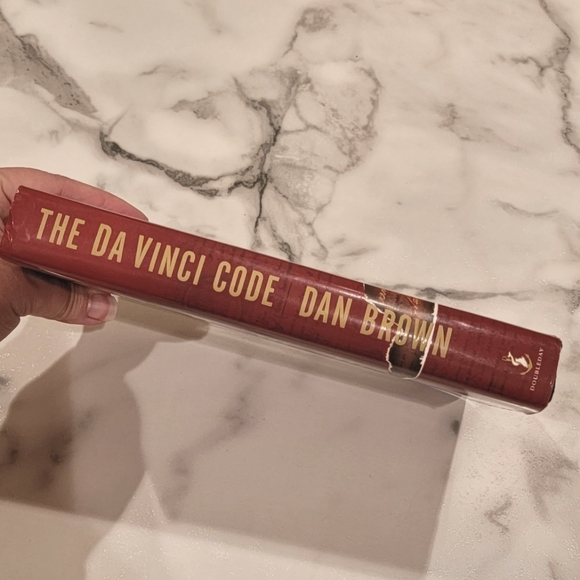 THE DA VINCI CODE DAN BROWN
DOUBLEDAY